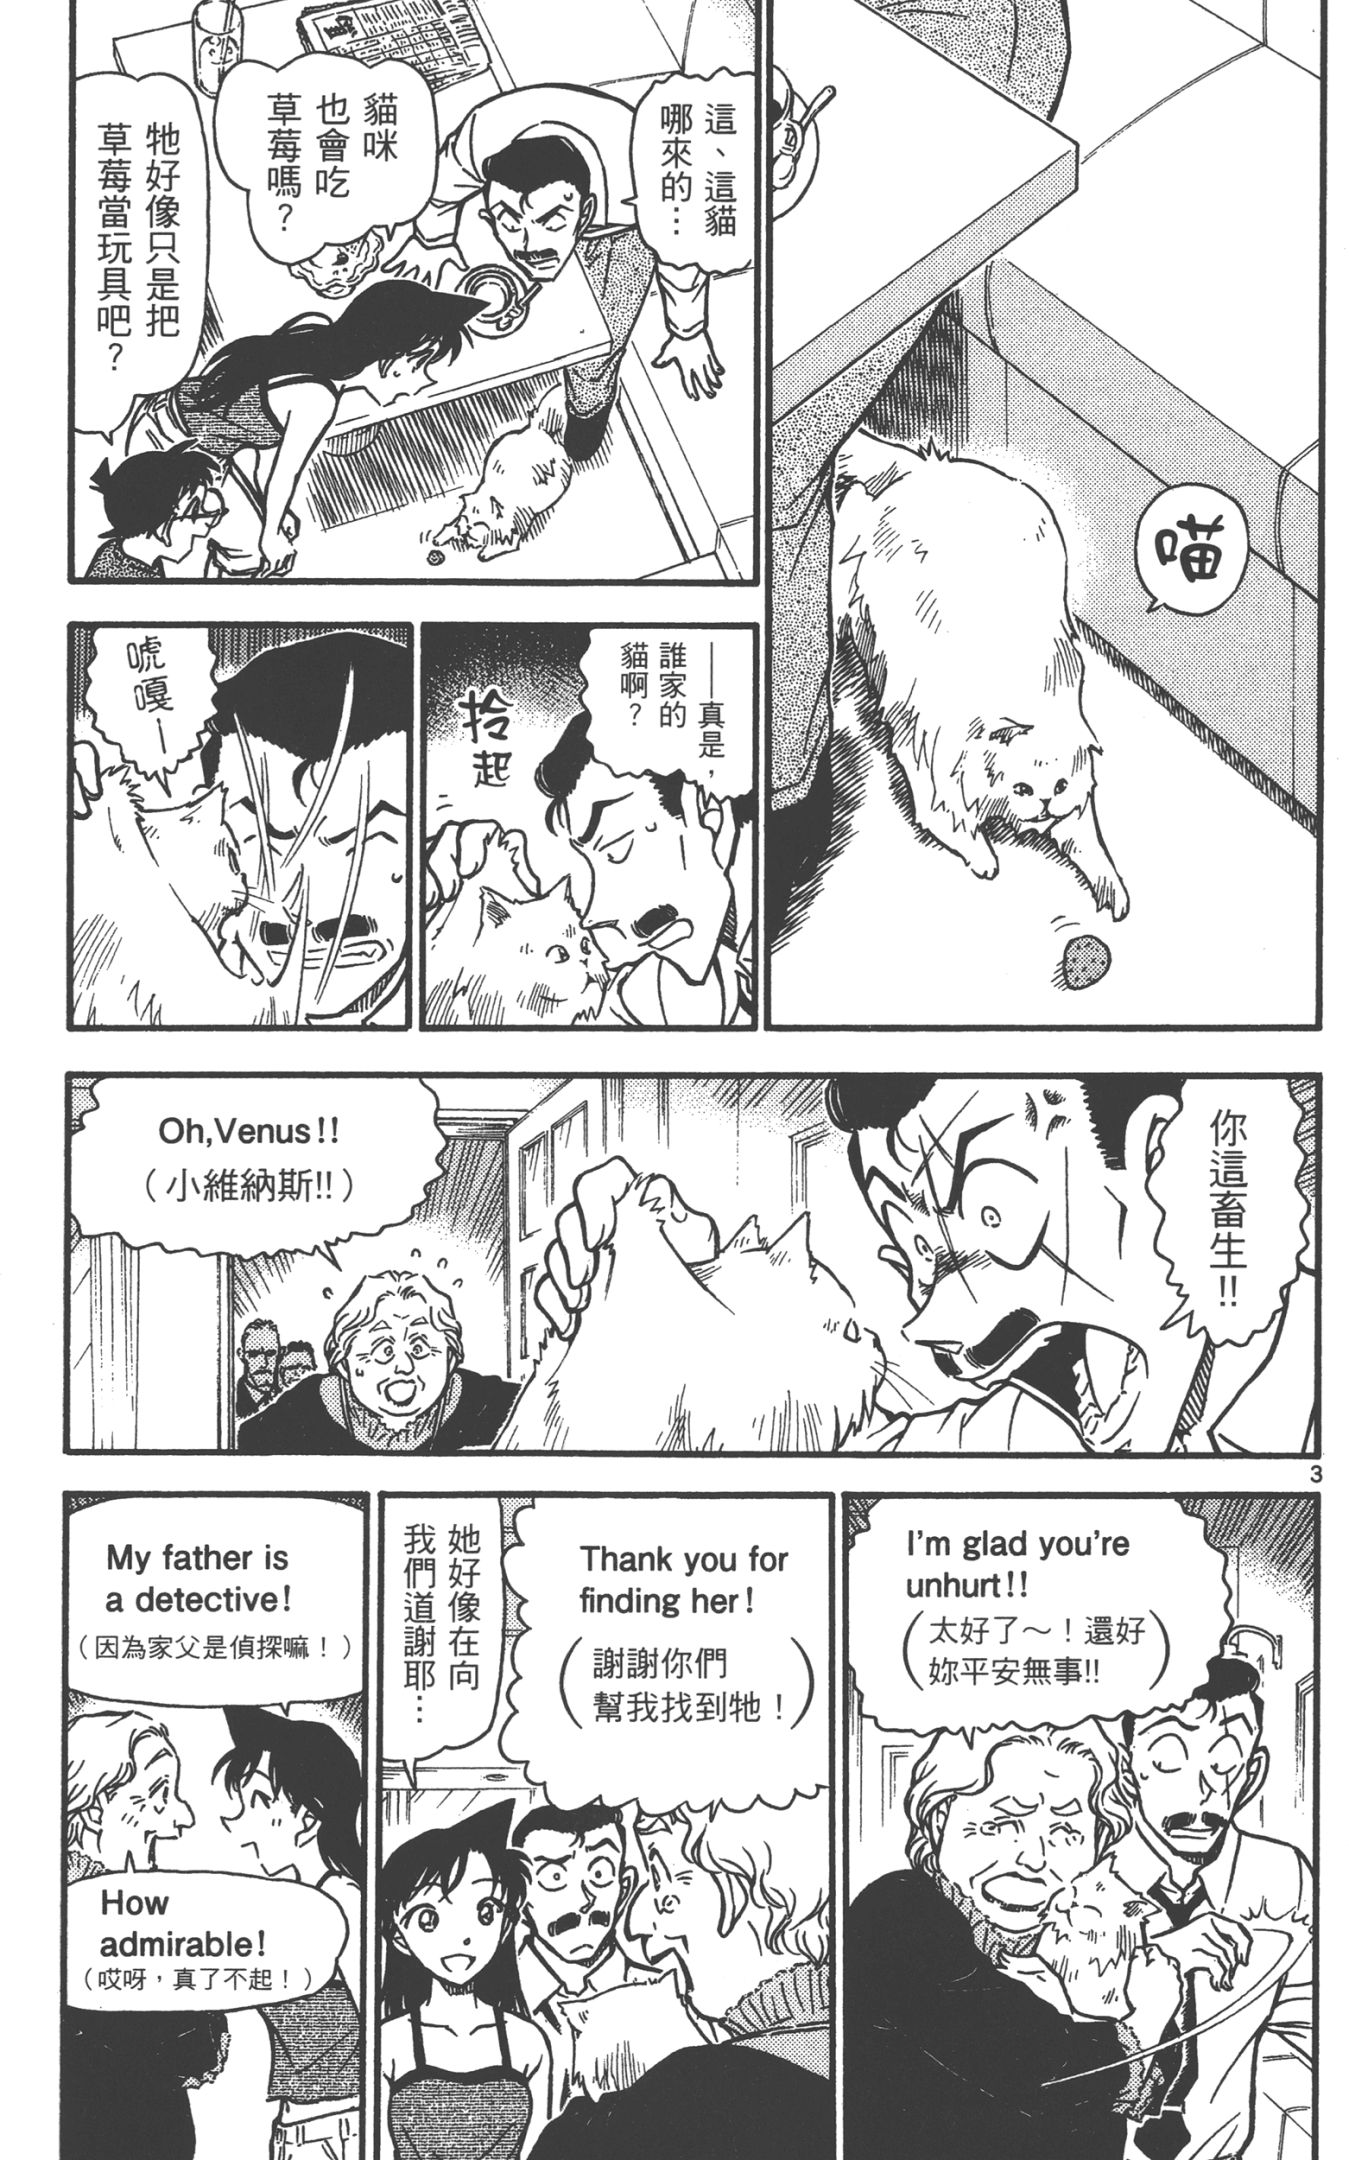 喵
這、這貓
哪來的⋯
貓咪
也會吃
草莓嗎?
牠好像只是把
草莓當玩具吧?
——真是,
誰家的
貓啊?
拎起
唬
嘎—
你這畜生!!
Oh,Venus!!
(小維納斯!!)
3
I'm glad you're
unhurt!!
(太好了～!還好
妳平安無事!!)
Thank you for
finding her!
(謝謝你們
幫我找到牠!)
她好像在向
我們道謝耶⋯
My father is
a detective!
(因為家父是偵探嘛!)
How
admirable!
(哎呀,真了不起!)